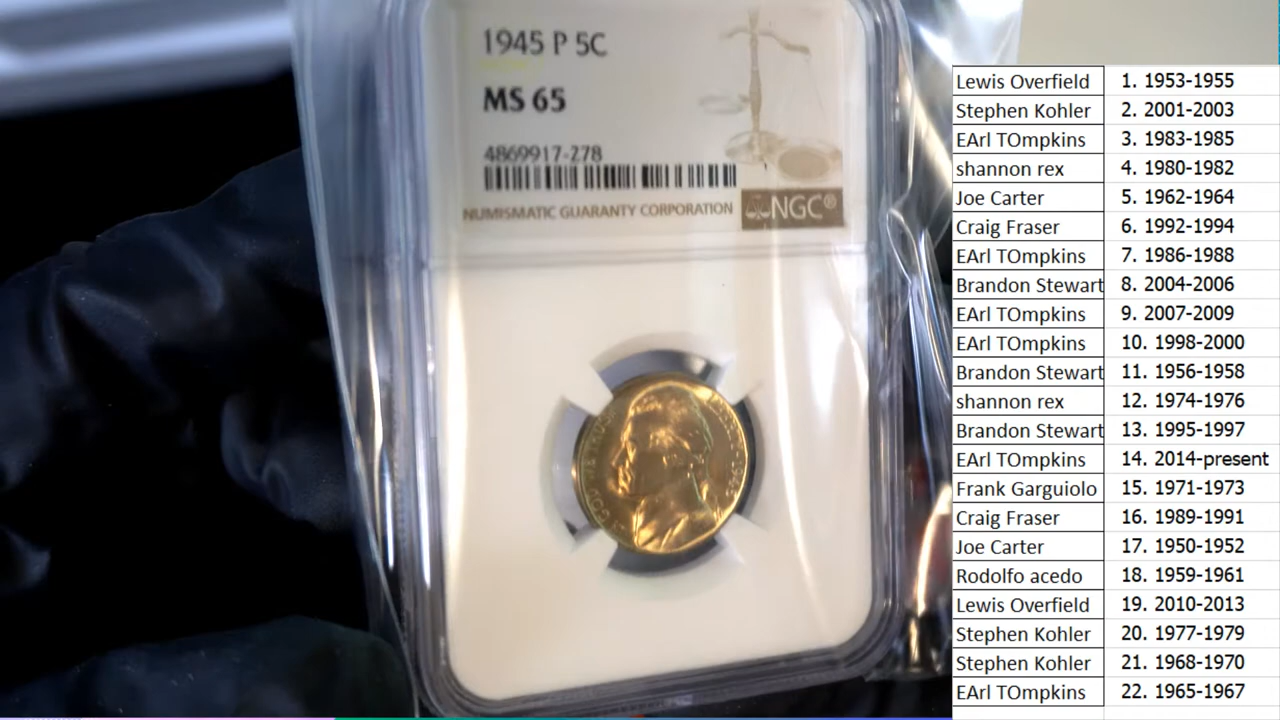 1945 P 5C
MS 65
4869917-278
NUMISMATIC GUARANTY CORPORATION NGC®
Lewis Overfield 1. 1953-1955
Stephen Kohler 2. 2001-2003
EArl TOmpkins 3. 1983-1985
shannon rex 4. 1980-1982
Joe Carter 5. 1962-1964
Craig Fraser 6. 1992-1994
EArl TOmpkins 7. 1986-1988
Brandon Stewart 8. 2004-2006
EArl TOmpkins 9. 2007-2009
EArl TOmpkins 10. 1998-2000
Brandon Stewart 11. 1956-1958
shannon rex 12. 1974-1976
Brandon Stewart 13. 1995-1997
EArl TOmpkins 14. 2014-present
Frank Garguiolo 15. 1971-1973
Craig Fraser 16. 1989-1991
Joe Carter 17. 1950-1952
Rodolfo acedo 18. 1959-1961
Lewis Overfield 19. 2010-2013
Stephen Kohler 20. 1977-1979
Stephen Kohler 21. 1968-1970
EArl TOmpkins 22. 1965-1967